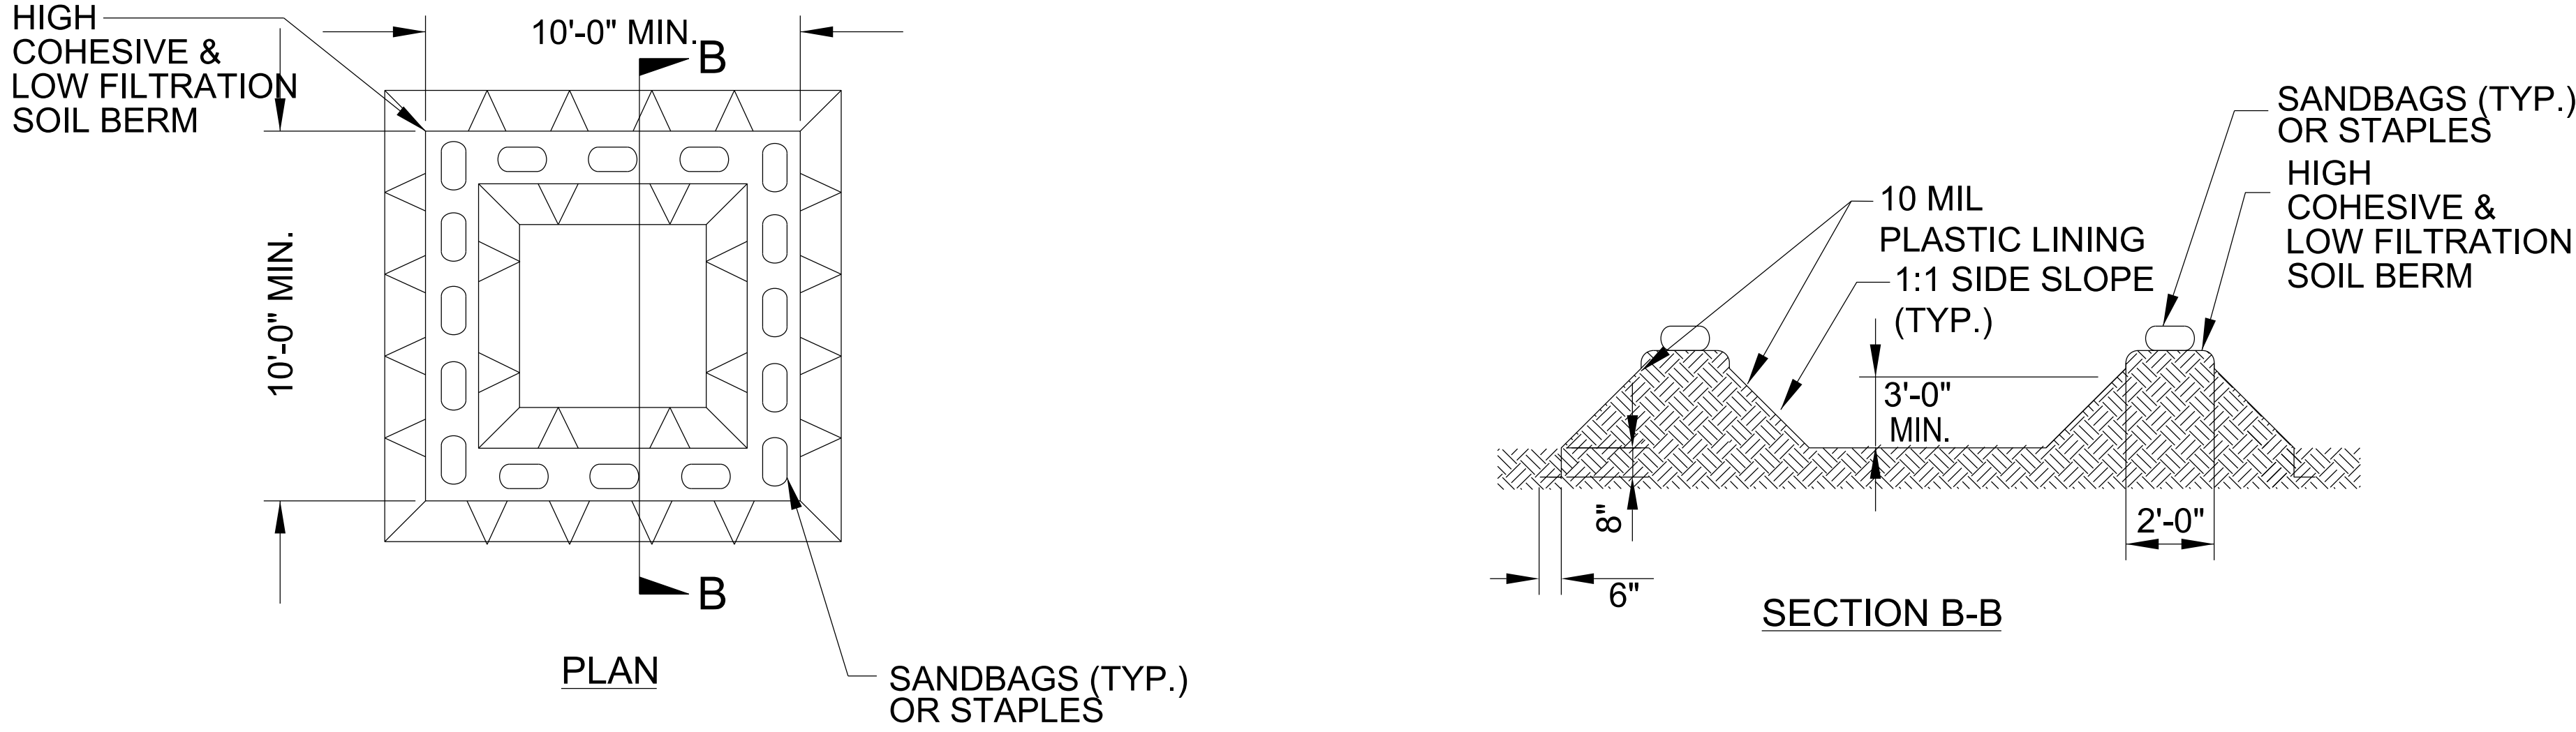 HIGH
COHESIVE &
LOW FILTRATION
SOIL BERM
10'-0" MIN.
B
10'-0" MIN.
B
PLAN
SANDBAGS (TYP.)
OR STAPLES
SANDBAGS (TYP.)
OR STAPLES
HIGH
COHESIVE &
LOW FILTRATION
SOIL BERM
10 MIL
PLASTIC LINING
1:1 SIDE SLOPE
(TYP.)
3'-0"
MIN.
8"
2'-0"
6"
SECTION B-B